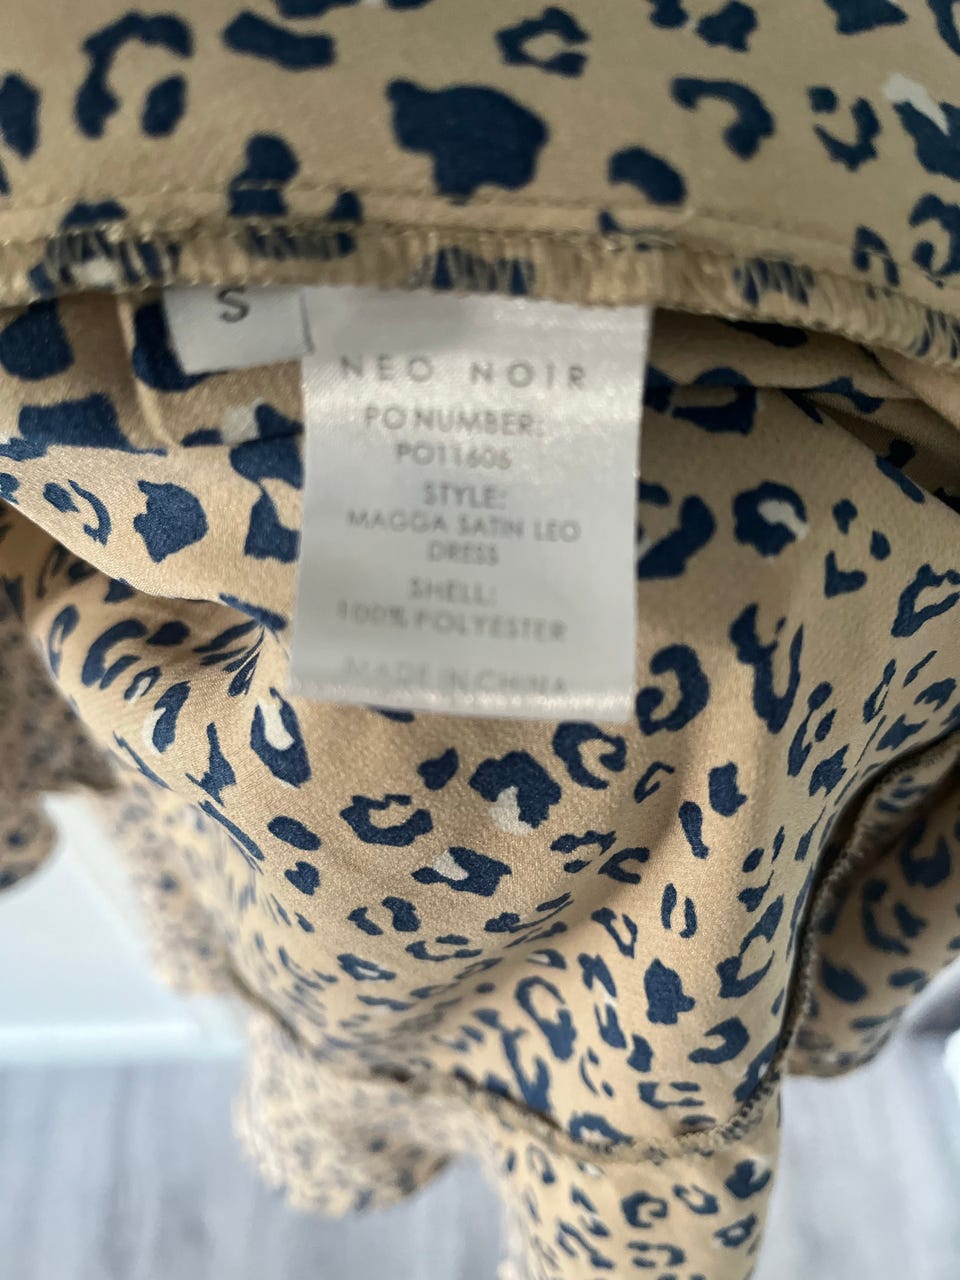 S
NEO NOIR
PO NUMBER:
PO11606
STYLE:
MAGGA SATIN LEO
DRESS
SHELL:
100% POLYESTER
MADE IN CHINA